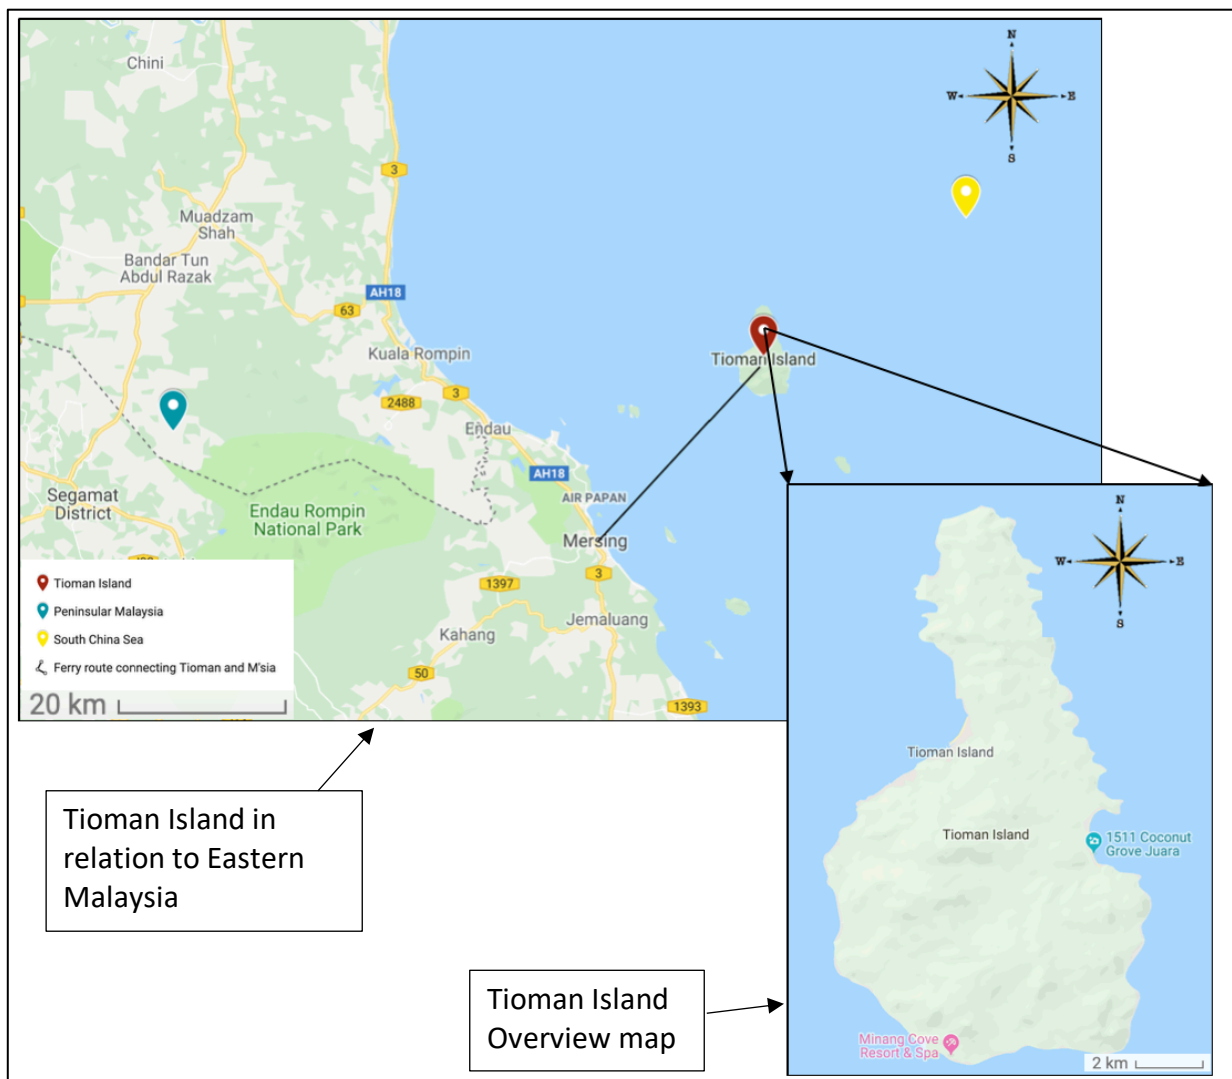 Chini
N
W
E
S
3
Muadzam
Shah
Bandar Tun
Abdul Razak
AH18
63
Kuala Rompin
Tioman Island
3
2488
Endau
AH18
Segamat
District
AIR PAPAN
Endau Rompin
National Park
Mersing
3
1397
Jemaluang
Kahang
50
1393
Tioman Island
Peninsular Malaysia
South China Sea
Ferry route connecting Tioman and M'sia
20 km
N
W
E
S
Tioman Island
Tioman Island
1511 Coconut
Grove Juara
Minang Cove
Resort & Spa
2 km
Tioman Island in
relation to Eastern
Malaysia
Tioman Island
Overview map